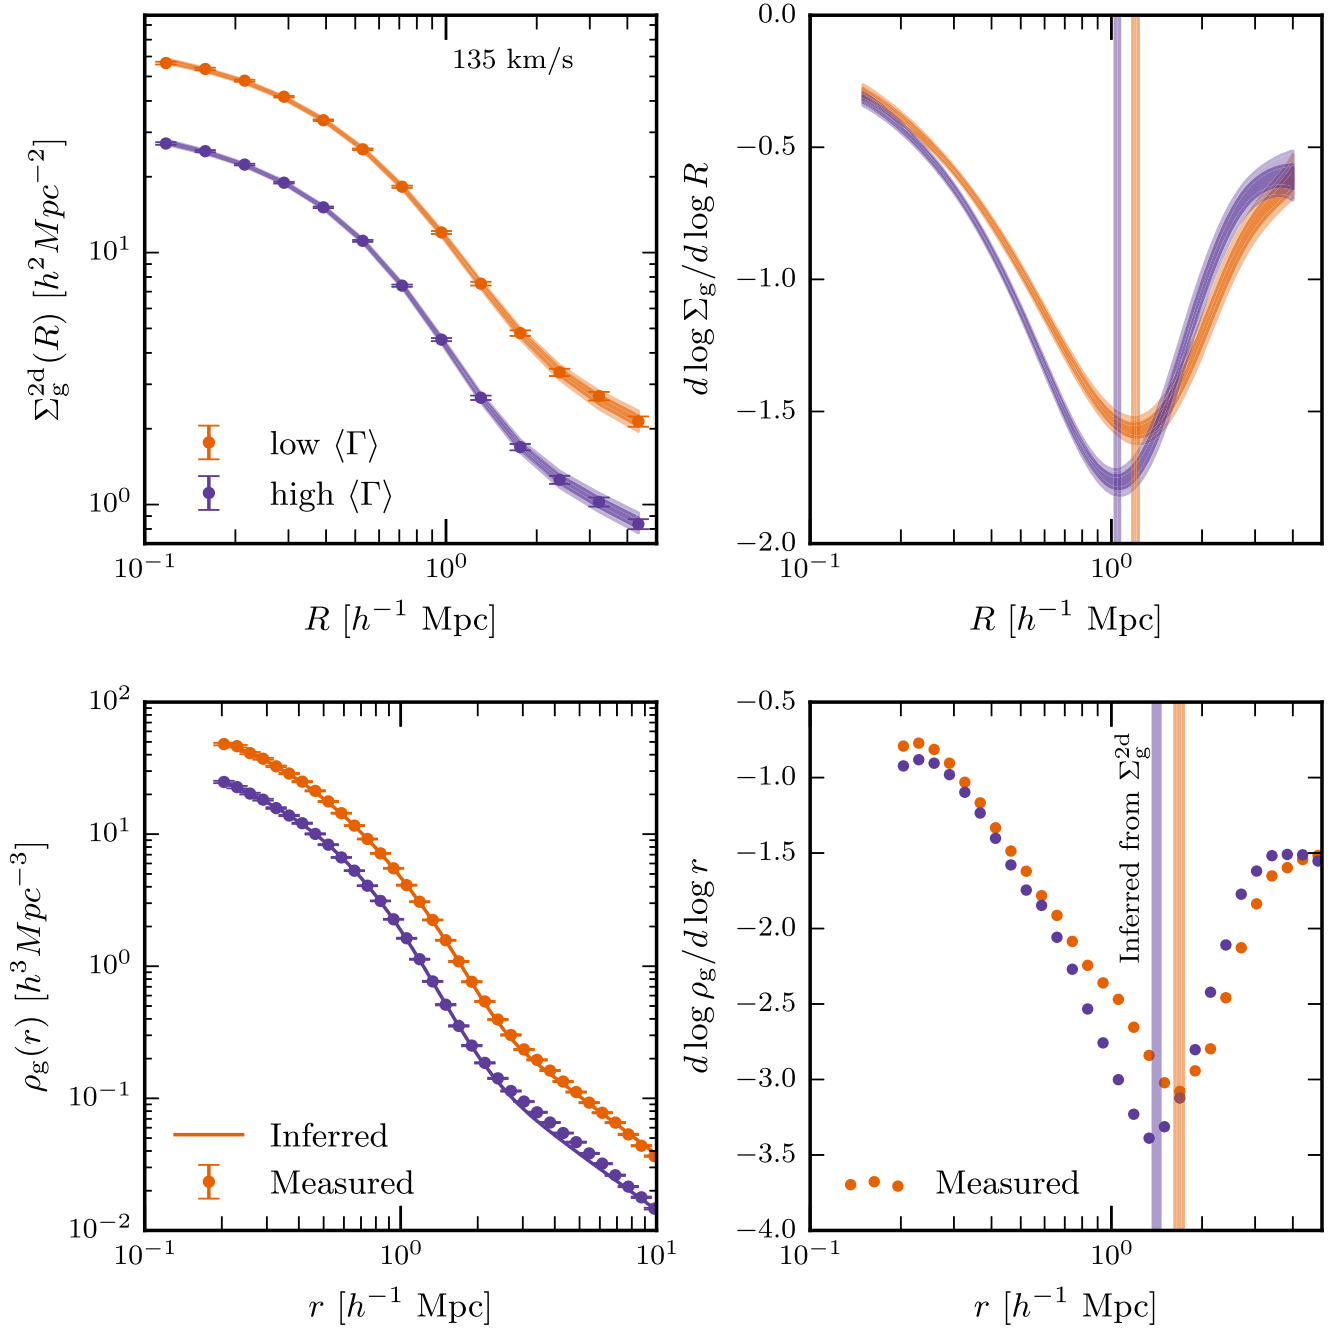 135 km/s
Σ_g^{2d}(R) [h^2 Mpc^{−2}]
10^1
10^0
low ⟨Γ⟩
high ⟨Γ⟩
10^{−1}
10^0
R [h^{−1} Mpc]
0.0
−0.5
−1.0
−1.5
−2.0
d log Σ_g/d log R
10^{−1}
10^0
R [h^{−1} Mpc]
10^2
10^1
10^0
10^{−1}
10^{−2}
ρ_g(r) [h^3 Mpc^{−3}]
Inferred
Measured
10^{−1}
10^0
10^1
r [h^{−1} Mpc]
−0.5
−1.0
−1.5
−2.0
−2.5
−3.0
−3.5
−4.0
d log ρ_g/d log r
Inferred from Σ_g^{2d}
Measured
10^{−1}
10^0
r [h^{−1} Mpc]